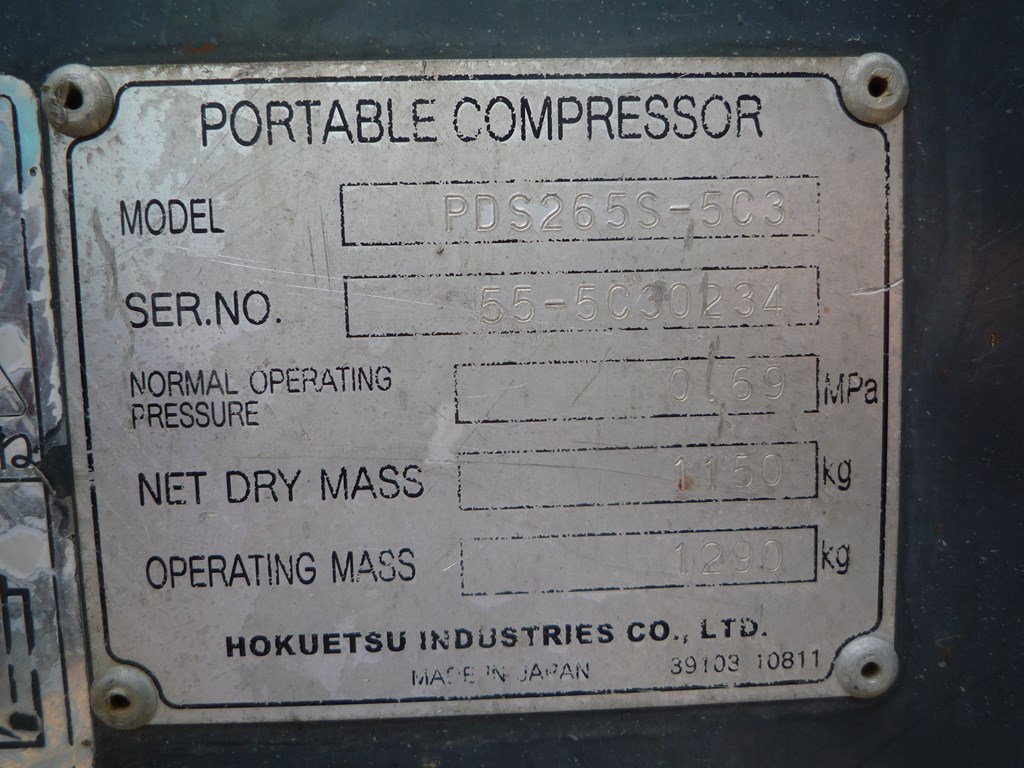 PORTABLE COMPRESSOR
MODEL PDS265S-5C3
SER.NO. 55-5C30234
NORMAL OPERATING
PRESSURE 0.69 MPa
NET DRY MASS 1150 kg
OPERATING MASS 1290 kg
HOKUETSU INDUSTRIES CO., LTD.
MADE IN JAPAN 39103 10811